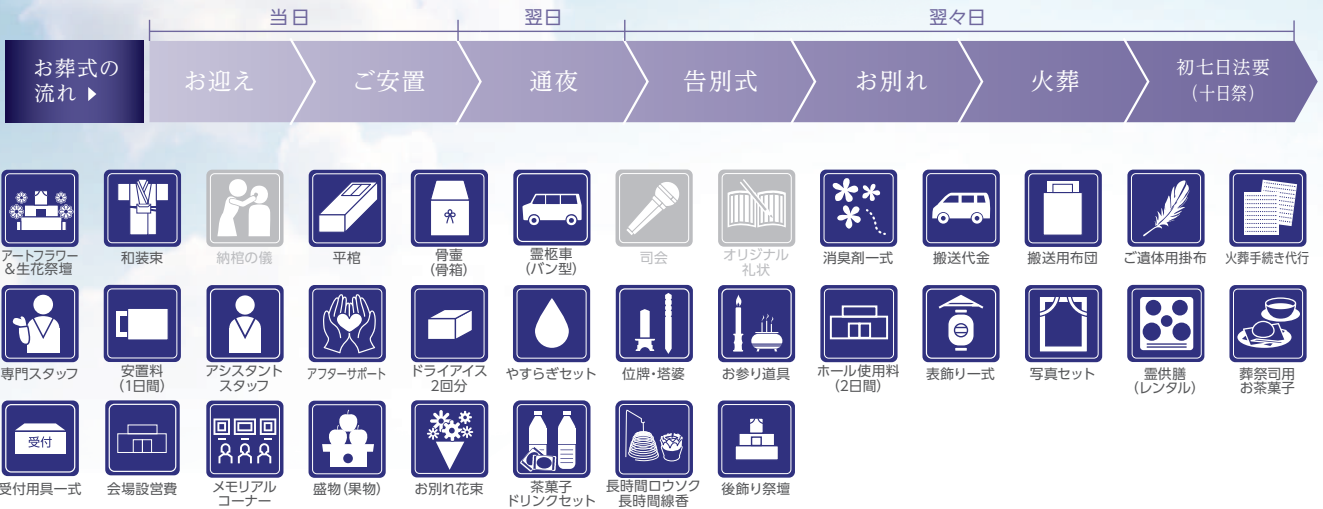 当日
翌日
翌々日
お葬式の
流れ ▶
お迎え
ご安置
通夜
告別式
お別れ
火葬
初七日法要
(十日祭)
アートフラワー
&生花祭壇
和装束
納棺の儀
平棺
骨壷
(骨箱)
霊柩車
(バン型)
司会
オリジナル
礼状
消臭剤一式
搬送代金
搬送用布団
ご遺体用掛布
火葬手続き代行
専門スタッフ
安置料
(1日間)
アシスタント
スタッフ
アフターサポート
ドライアイス
2回分
やすらぎセット
位牌・塔婆
お参り道具
ホール使用料
(2日間)
表飾り一式
写真セット
霊供膳
(レンタル)
葬祭司用
お茶菓子
受付
受付用具一式
会場設営費
メモリアル
コーナー
盛物(果物)
お別れ花束
茶菓子
ドリンクセット
長時間ロウソク
長時間線香
後飾り祭壇